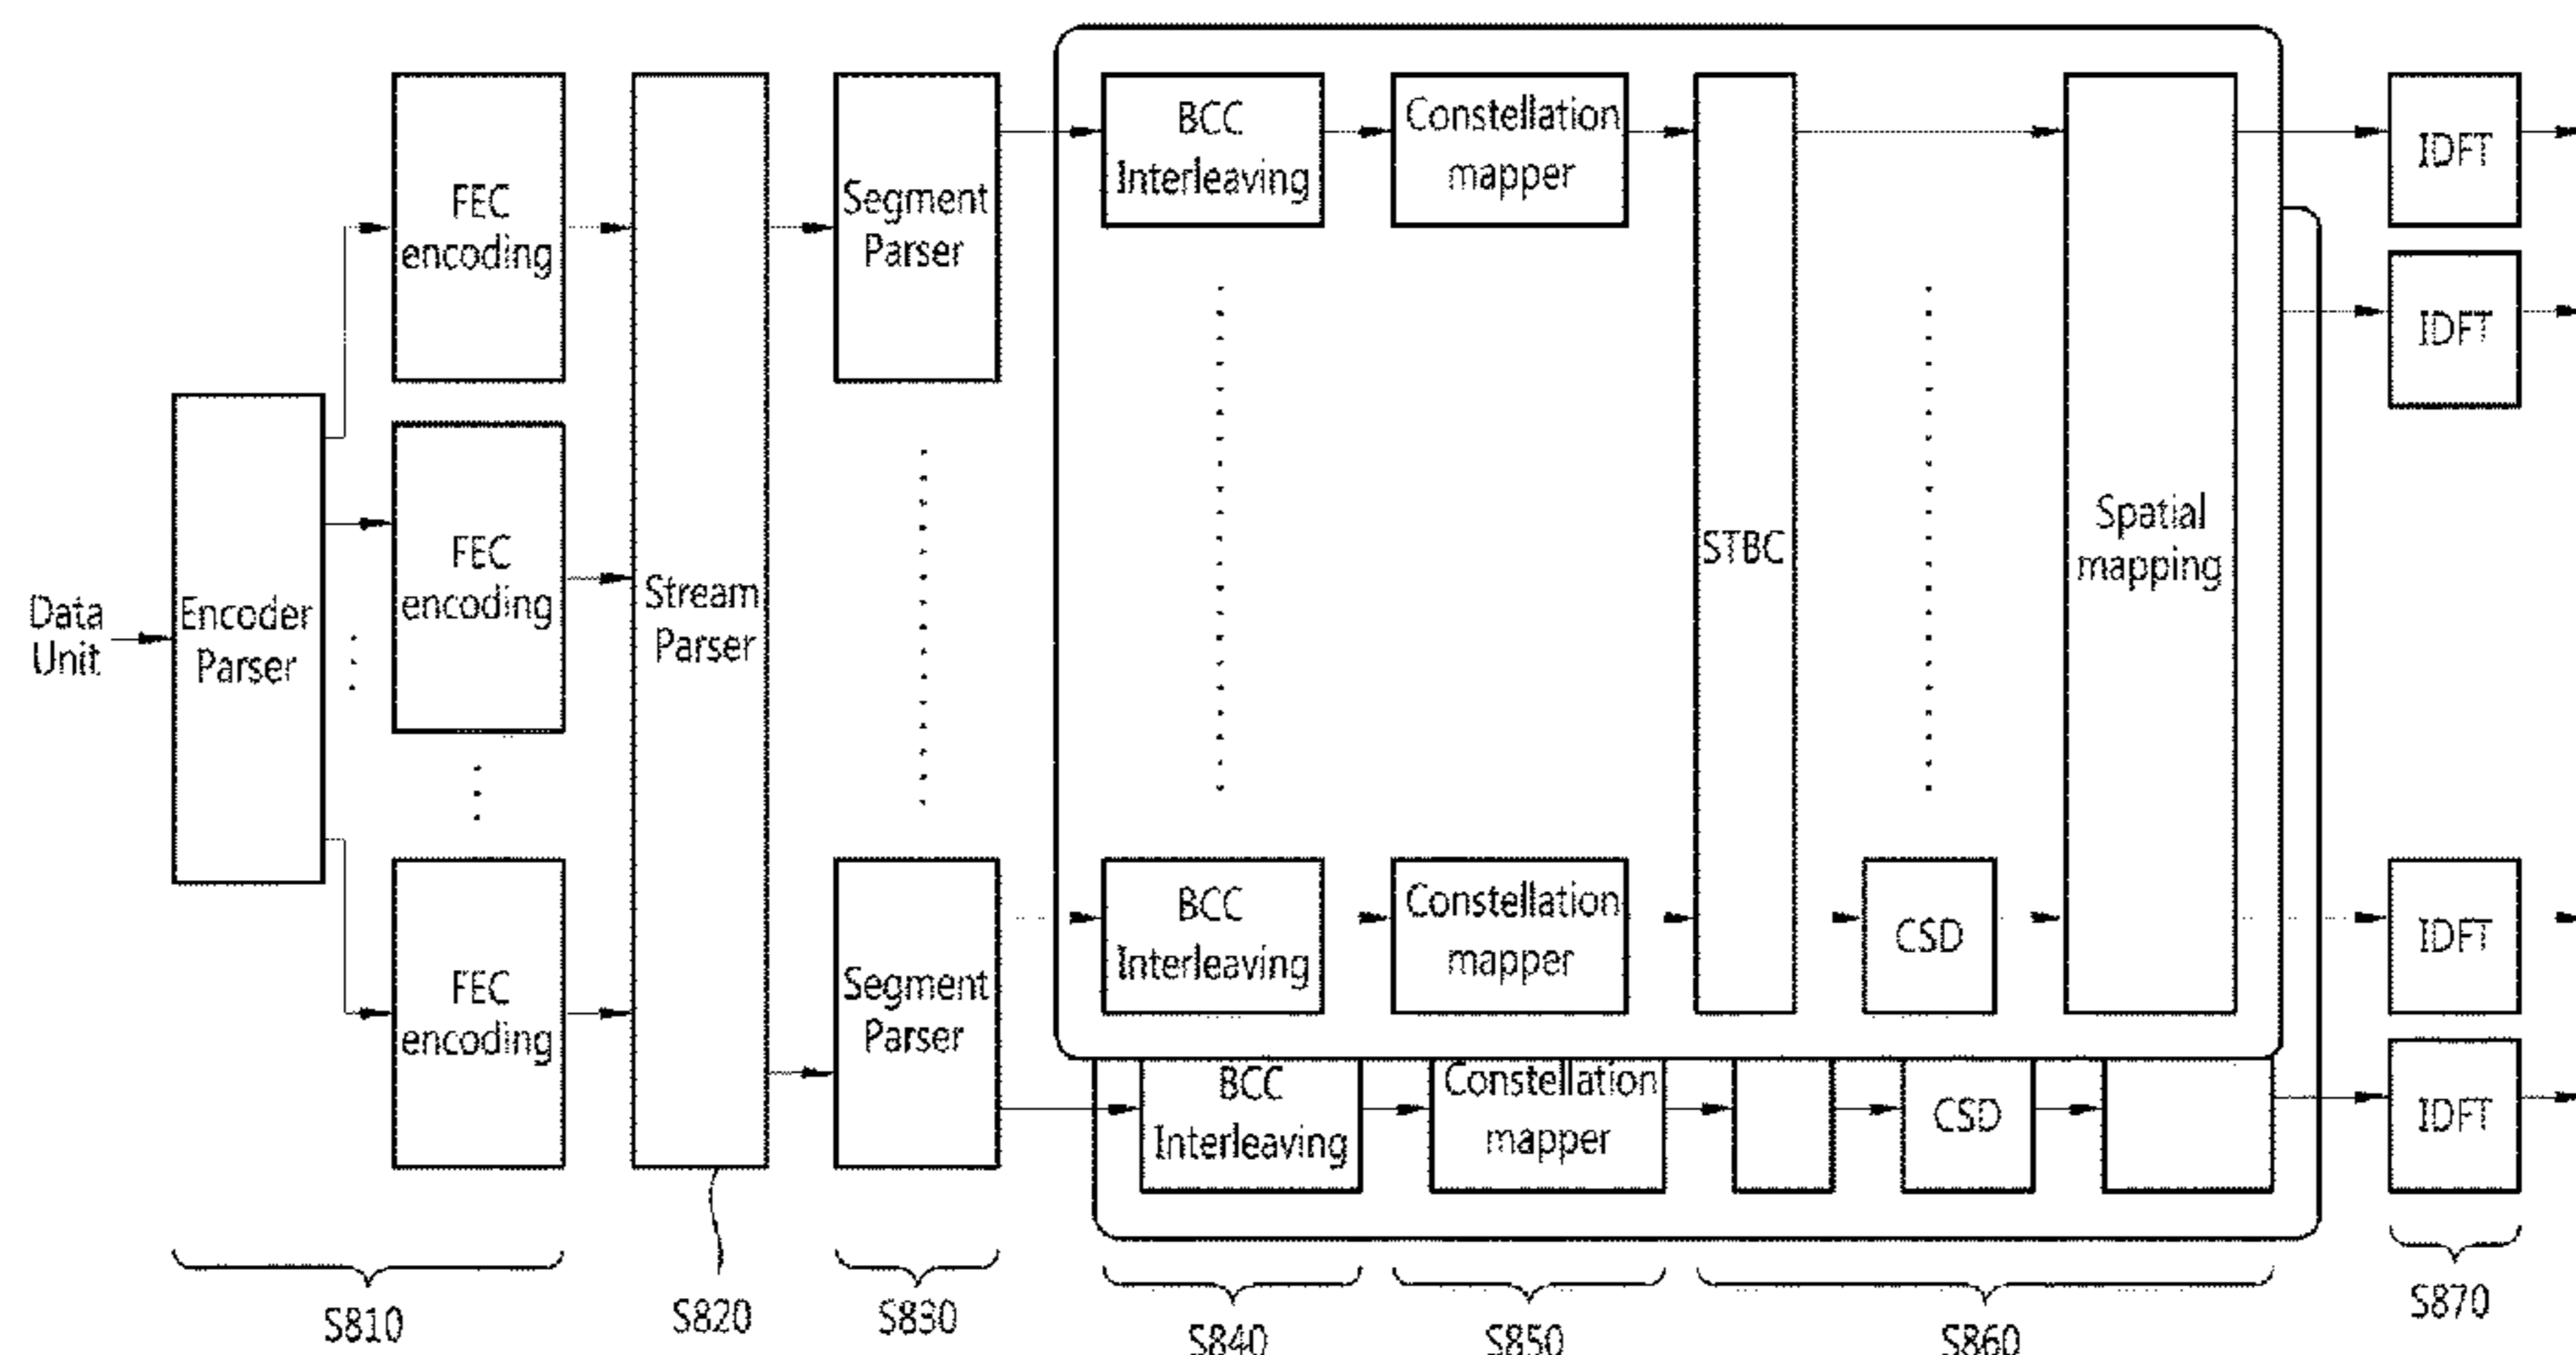 Data
Unit
Encoder
Parser
FEC
encoding
FEC
encoding
FEC
encoding
Stream
Parser
Segment
Parser
Segment
Parser
BCC
Interleaving
Constellation
mapper
STBC
Spatial
mapping
BCC
Interleaving
Constellation
mapper
CSD
BCC
Interleaving
Constellation
mapper
CSD
IDFT
IDFT
IDFT
IDFT
S810
S820
S830
S840
S850
S860
S870